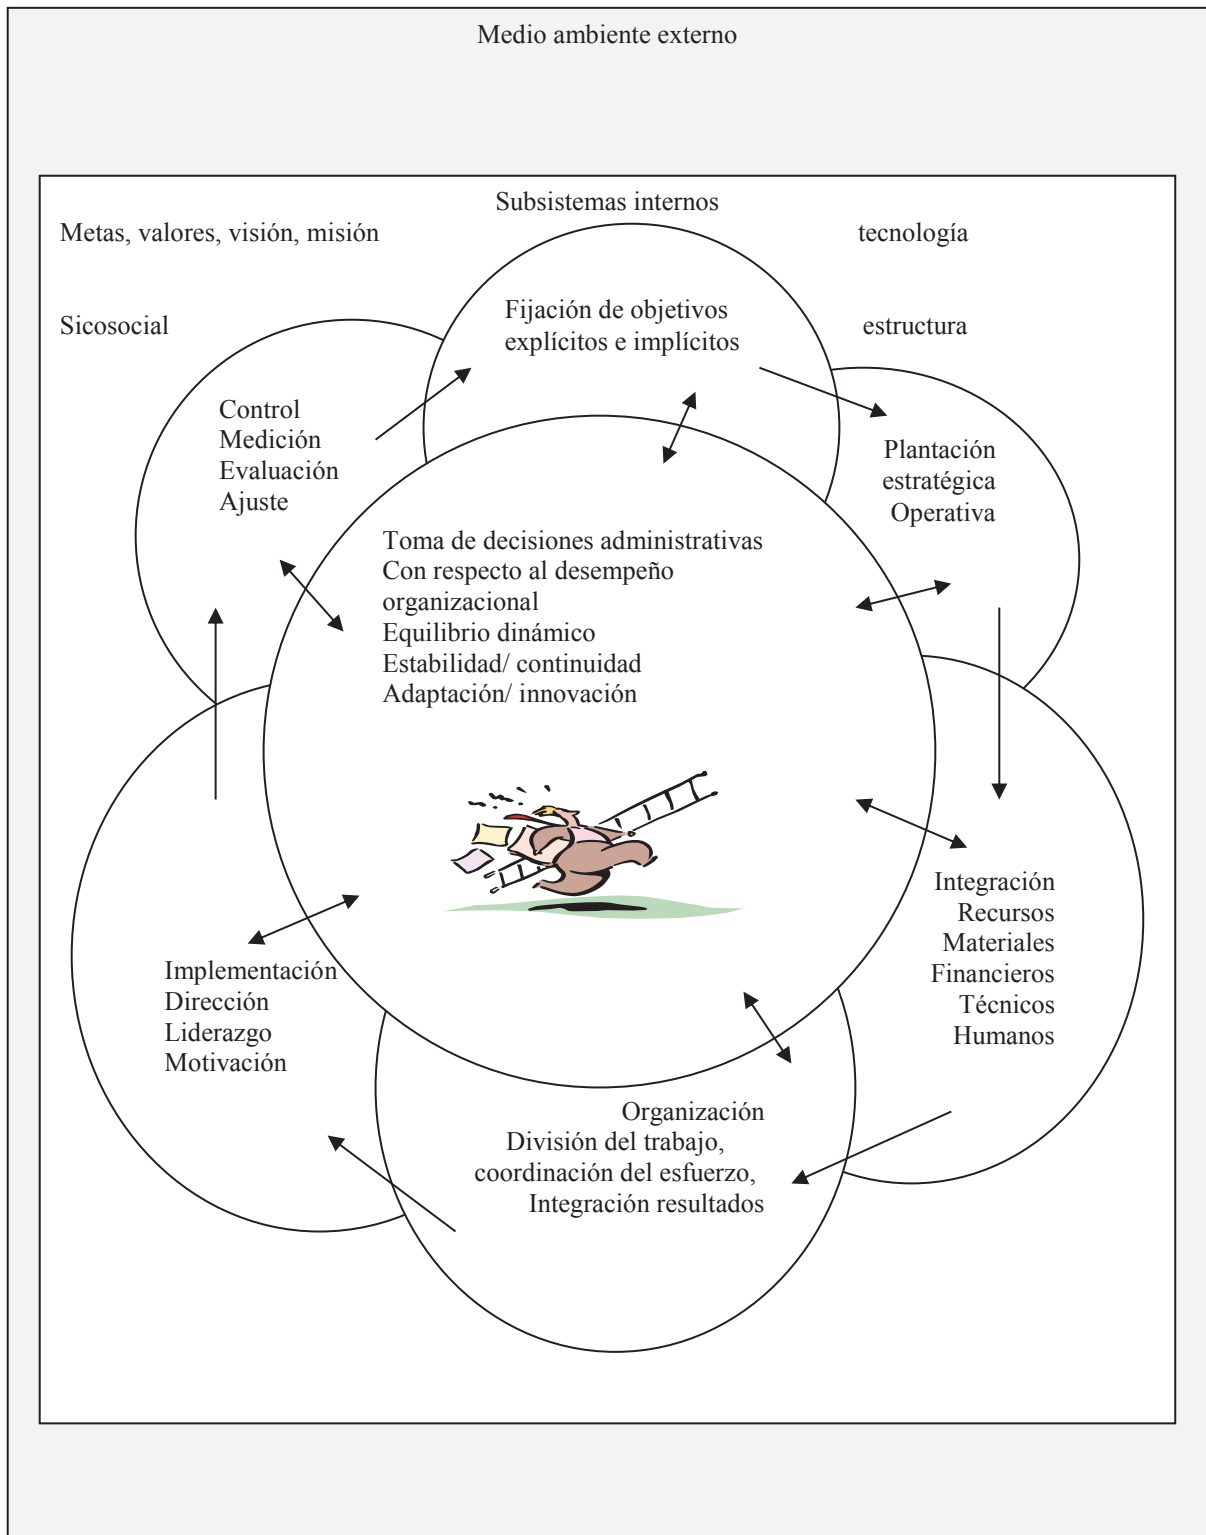 Medio ambiente externo
Subsistemas internos
Metas, valores, visión, misión
tecnología
Sicosocial
estructura
Fijación de objetivos
explícitos e implícitos
Control
Medición
Evaluación
Ajuste
Plantación
estratégica
Operativa
Toma de decisiones administrativas
Con respecto al desempeño
organizacional
Equilibrio dinámico
Estabilidad/ continuidad
Adaptación/ innovación
Integración
Recursos
Materiales
Financieros
Técnicos
Humanos
Implementación
Dirección
Liderazgo
Motivación
Organización
División del trabajo,
coordinación del esfuerzo,
Integración resultados